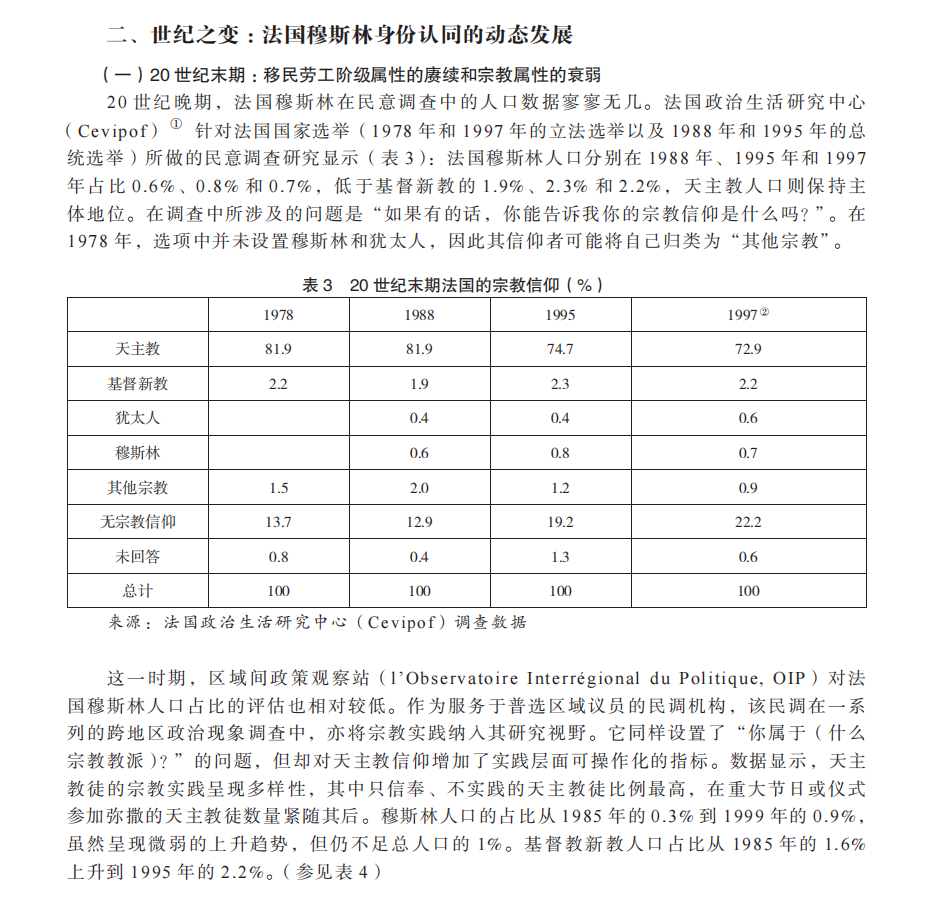 二、世纪之变：法国穆斯林身份认同的动态发展
（一）20 世纪末期：移民劳工阶级属性的赓续和宗教属性的衰弱
20 世纪晚期，法国穆斯林在民意调查中的人口数据寥寥无几。法国政治生活研究中心
（Cevipof）① 针对法国国家选举（1978 年和 1997 年的立法选举以及 1988 年和 1995 年的总
统选举）所做的民意调查研究显示（表 3）：法国穆斯林人口分别在 1988 年、1995 年和 1997
年占比 0.6%、0.8% 和 0.7%，低于基督新教的 1.9%、2.3% 和 2.2%，天主教人口则保持主
体地位。在调查中所涉及的问题是“如果有的话，你能告诉我你的宗教信仰是什么吗？”。在
1978 年，选项中并未设置穆斯林和犹太人，因此其信仰者可能将自己归类为“其他宗教”。
表 3 20 世纪末期法国的宗教信仰（%）
1978 1988 1995 1997②
天主教 81.9 81.9 74.7 72.9
基督新教 2.2 1.9 2.3 2.2
犹太人 0.4 0.4 0.6
穆斯林 0.6 0.8 0.7
其他宗教 1.5 2.0 1.2 0.9
无宗教信仰 13.7 12.9 19.2 22.2
未回答 0.8 0.4 1.3 0.6
总计 100 100 100 100
来源：法国政治生活研究中心（Cevipof）调查数据
这一时期，区域间政策观察站（l’Observatoire Interrégional du Politique, OIP）对法
国穆斯林人口占比的评估也相对较低。作为服务于普选区域议员的民调机构，该民调在一系
列的跨地区政治现象调查中，亦将宗教实践纳入其研究视野。它同样设置了“你属于（什么
宗教教派）？”的问题，但却对天主教信仰增加了实践层面可操作化的指标。数据显示，天主
教徒的宗教实践呈现多样性，其中只信奉、不实践的天主教徒比例最高，在重大节日或仪式
参加弥撒的天主教徒数量紧随其后。穆斯林人口的占比从 1985 年的 0.3% 到 1999 年的 0.9%，
虽然呈现微弱的上升趋势，但仍不足总人口的 1%。基督教新教人口占比从 1985 年的 1.6%
上升到 1995 年的 2.2%。（参见表 4）